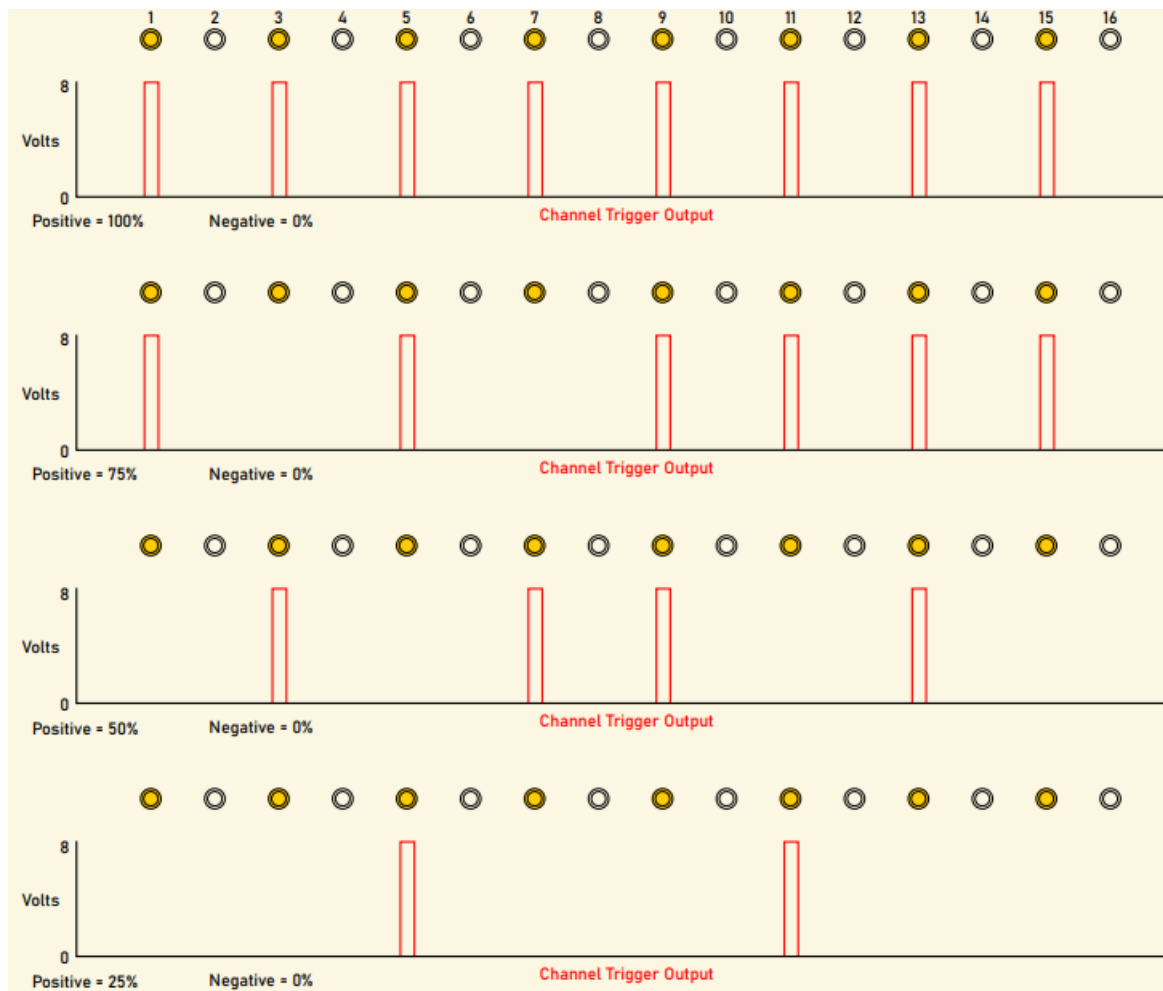 1 2 3 4 5 6 7 8 9 10 11 12 13 14 15 16
8
Volts
0
Channel Trigger Output
Positive = 100% Negative = 0%
8
Volts
0
Channel Trigger Output
Positive = 75% Negative = 0%
8
Volts
0
Channel Trigger Output
Positive = 50% Negative = 0%
8
Volts
0
Channel Trigger Output
Positive = 25% Negative = 0%